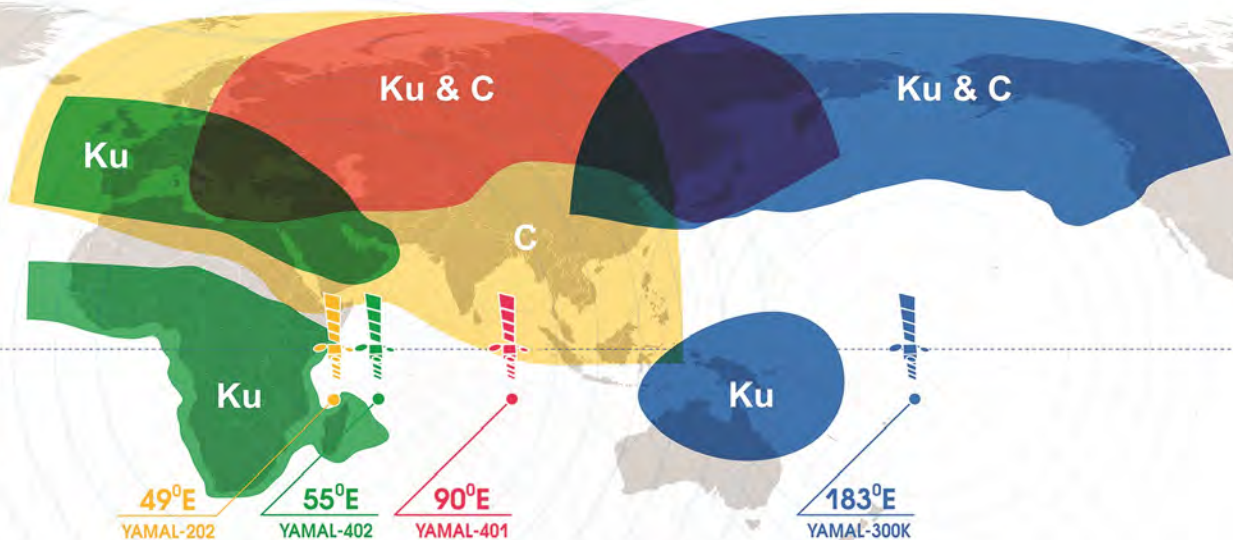 Ku & C
Ku & C
Ku
C
Ku
Ku
49⁰E
YAMAL-202
55⁰E
YAMAL-402
90⁰E
YAMAL-401
183⁰E
YAMAL-300K